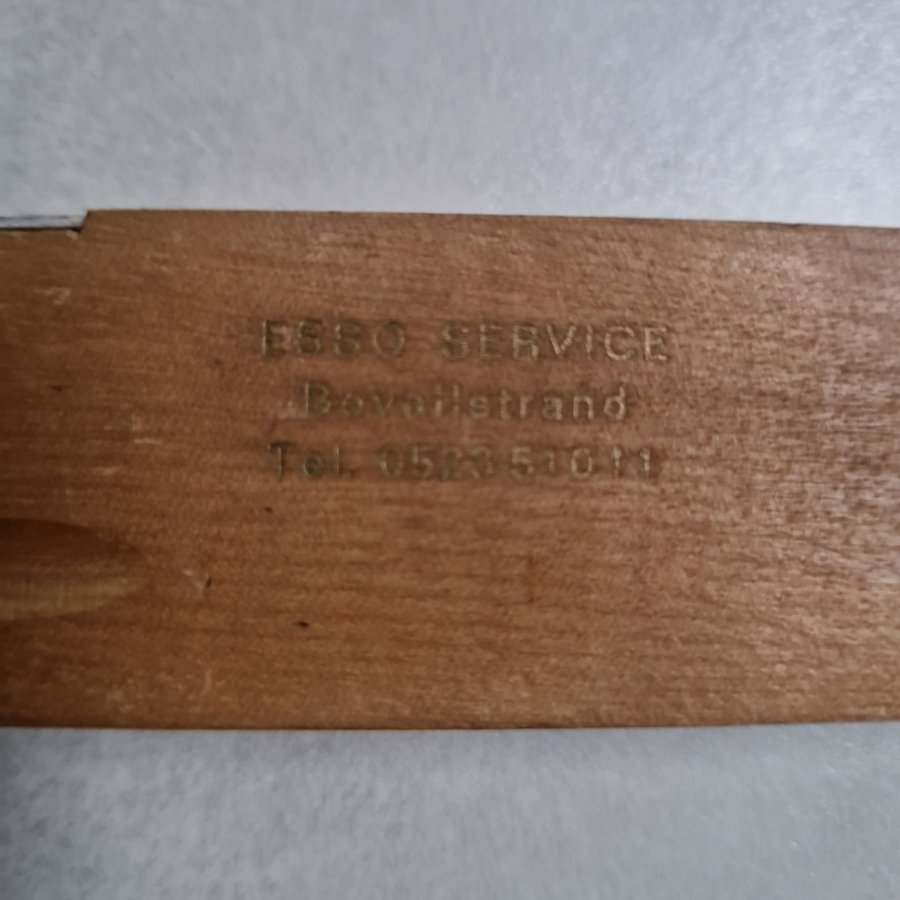 ESSO SERVICE
Bovallstrand
Tel. 0523 510 11